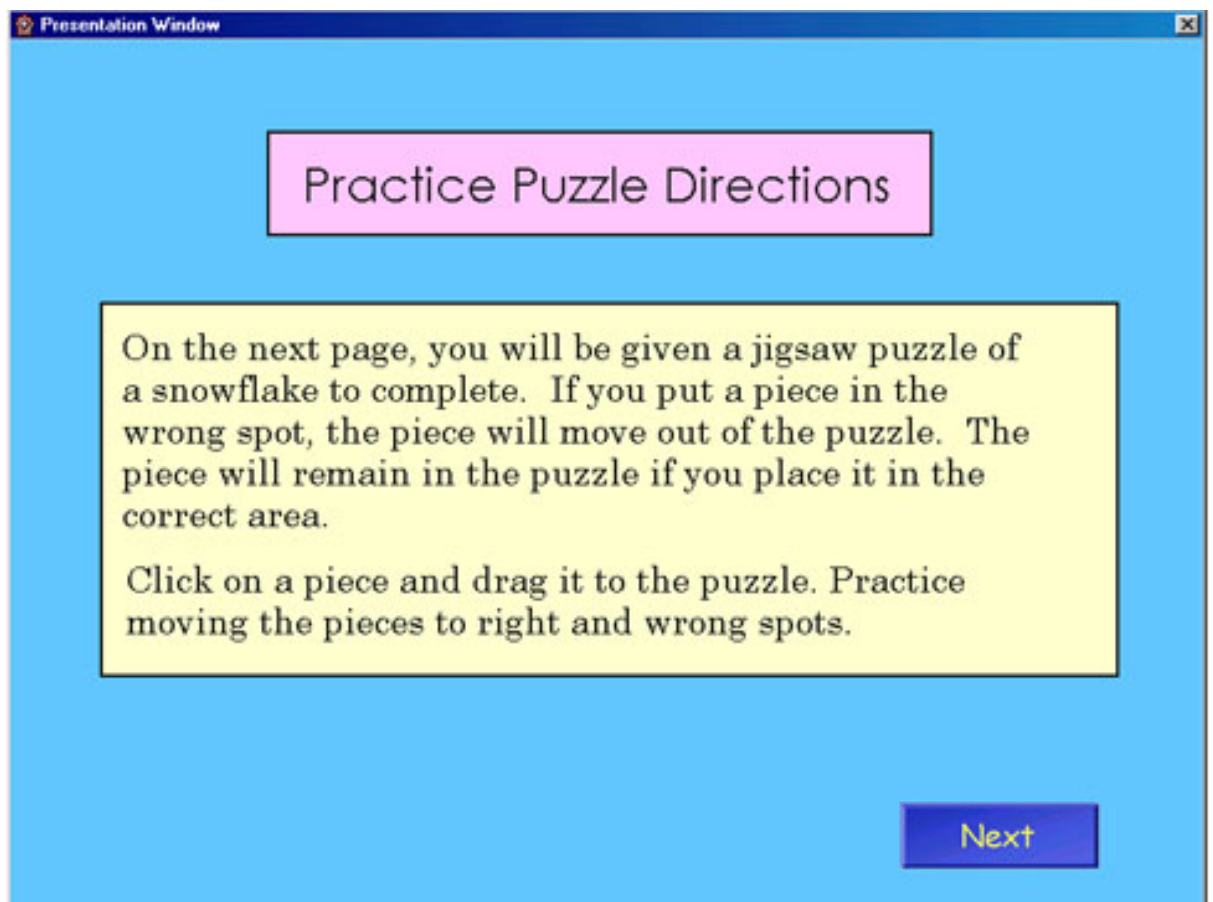 Presentation Window
Practice Puzzle Directions
On the next page, you will be given a jigsaw puzzle of
a snowflake to complete.  If you put a piece in the
wrong spot, the piece will move out of the puzzle.  The
piece will remain in the puzzle if you place it in the
correct area.
Click on a piece and drag it to the puzzle. Practice
moving the pieces to right and wrong spots.
Next